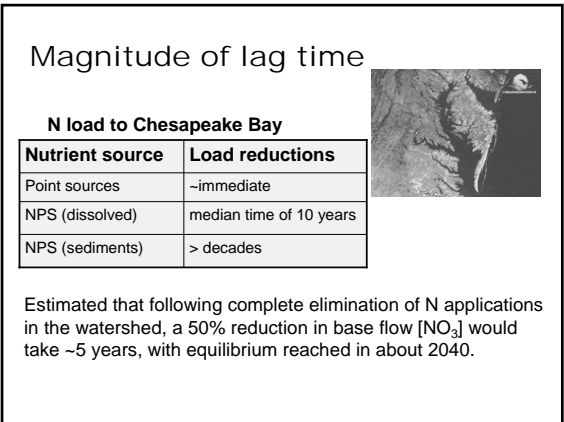 Magnitude of lag time
N load to Chesapeake Bay
Nutrient source Load reductions
Point sources ~immediate
NPS (dissolved) median time of 10 years
NPS (sediments) > decades
Estimated that following complete elimination of N applications
in the watershed, a 50% reduction in base flow [NO₃] would
take ~5 years, with equilibrium reached in about 2040.